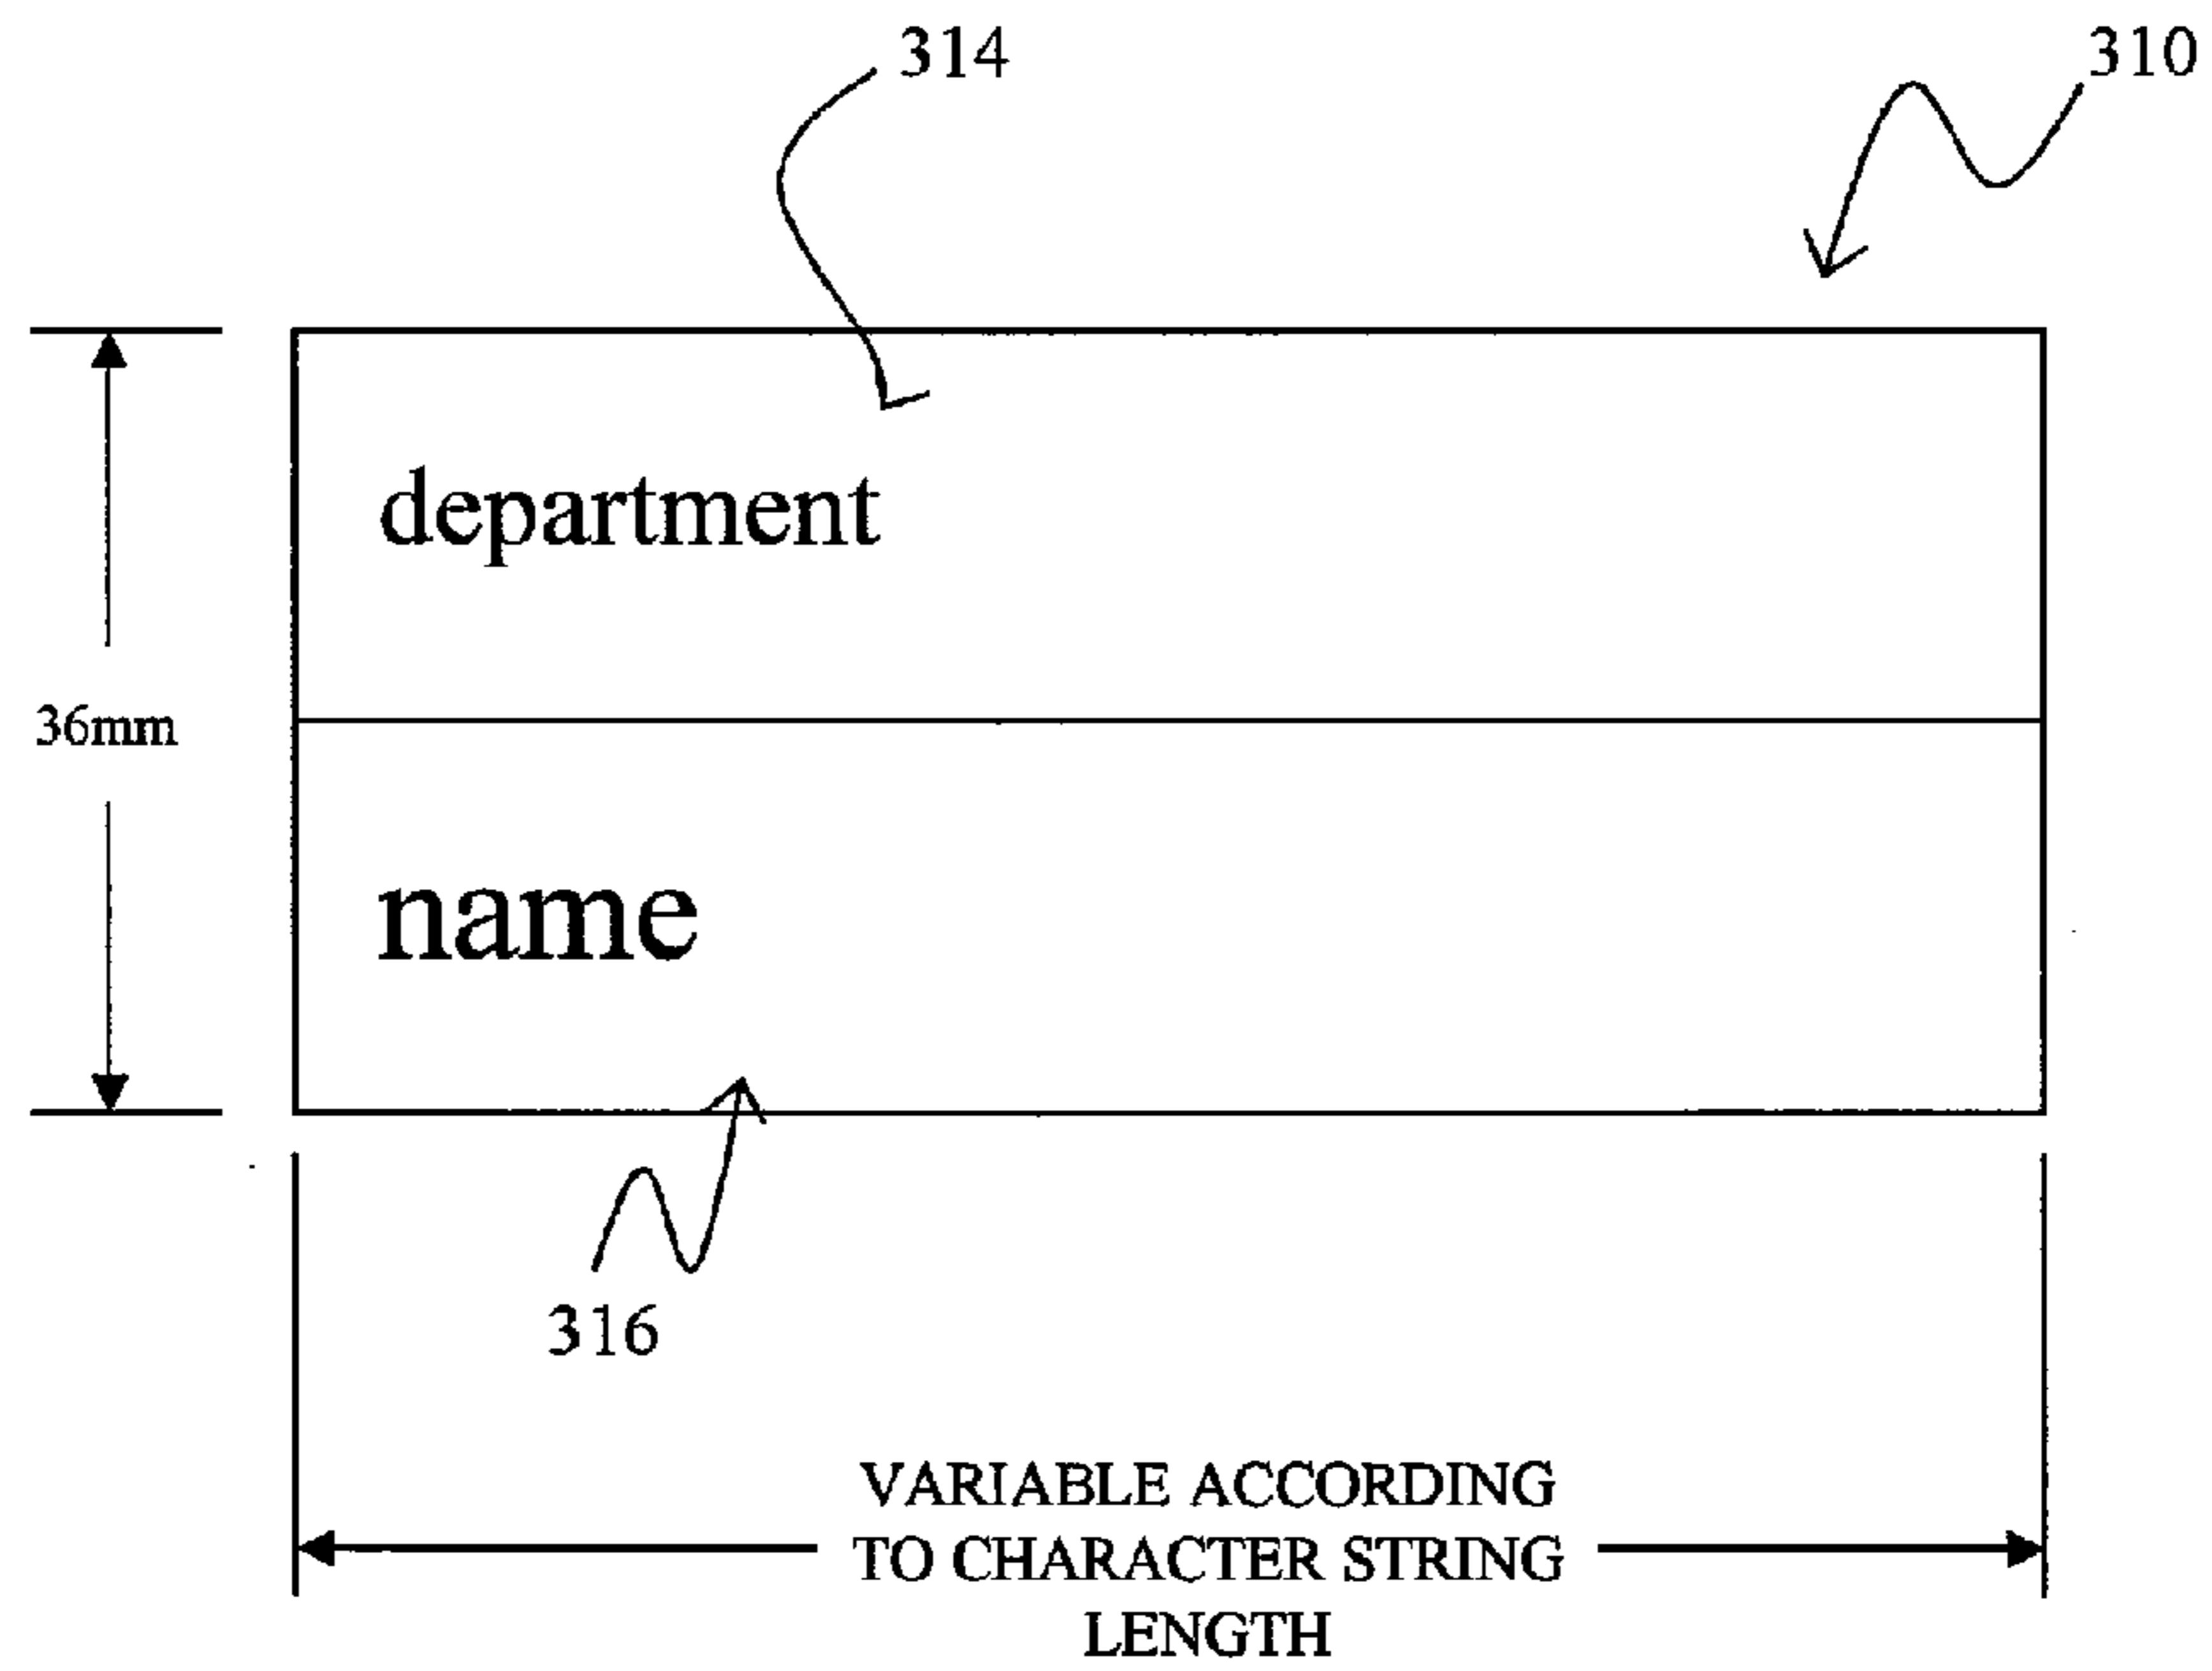 314
310
department
36mm
name
316
VARIABLE ACCORDING
TO CHARACTER STRING
LENGTH